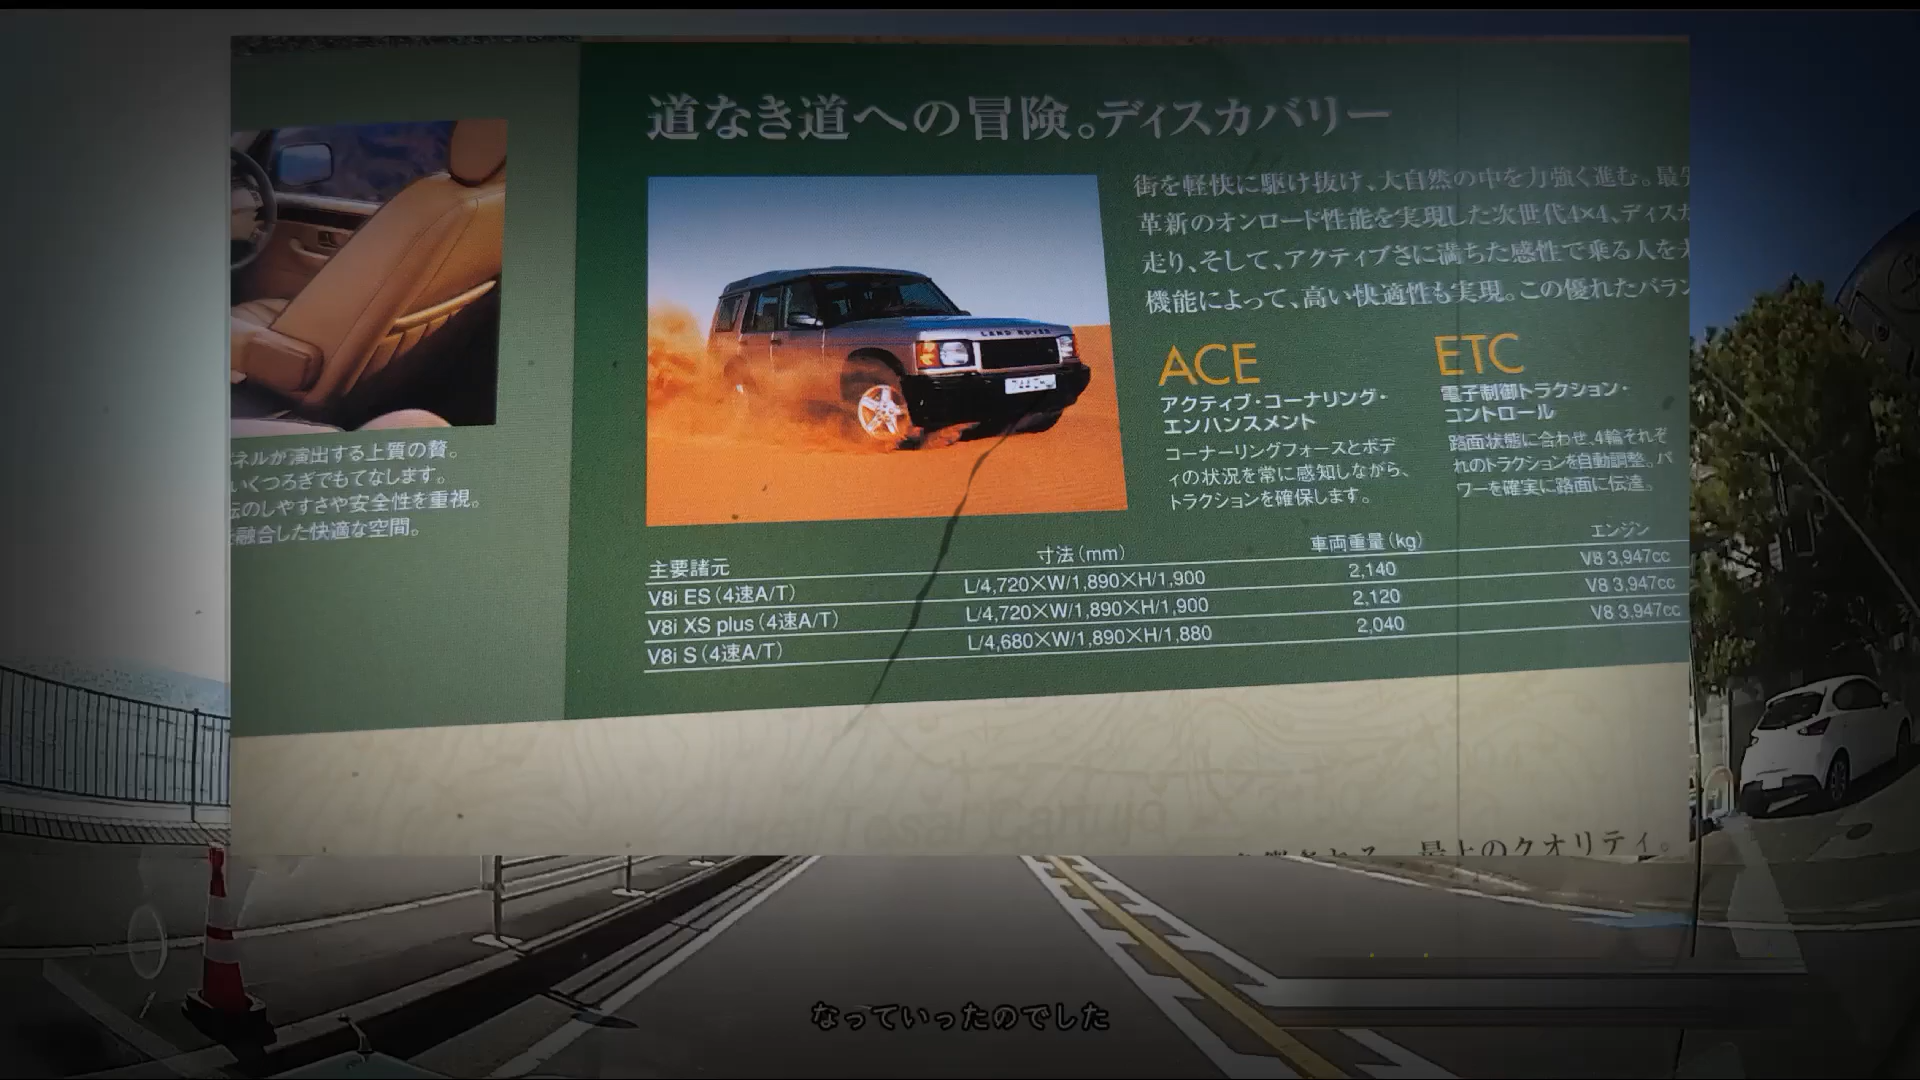 道なき道への冒険。ディスカバリー
街を軽快に駆け抜け、大自然の中を力強く進む。最
革新のオンロード性能を実現した次世代4×4、ディスカ
走り、そして、アクティブさに満ちた感性で乗る人を
機能によって、高い快適性も実現。この優れたバラン
LAND ROVER
ACE
アクティブ・コーナリング・
エンハンスメント
コーナーリングフォースとボデ
ィの状況を常に感知しながら、
トラクションを確保します。
ETC
電子制御トラクション・
コントロール
路面状態に合わせ、4輪それぞ
れのトラクションを自動調整。パ
ワーを確実に路面に伝達。
ネルが演出する上質の贅。
いくつろぎでもてなします。
のしやすさや安全性を重視。
融合した快適な空間。
主要諸元 寸法(mm) 車両重量(kg) エンジン
V8i ES(4速A/T) L/4,720×W/1,890×H/1,900 2,140 V8 3,947cc
V8i XS plus(4速A/T) L/4,720×W/1,890×H/1,900 2,120 V8 3,947cc
V8i S(4速A/T) L/4,680×W/1,890×H/1,880 2,040 V8 3,947cc
最上のクオリティ。
なっていったのでした